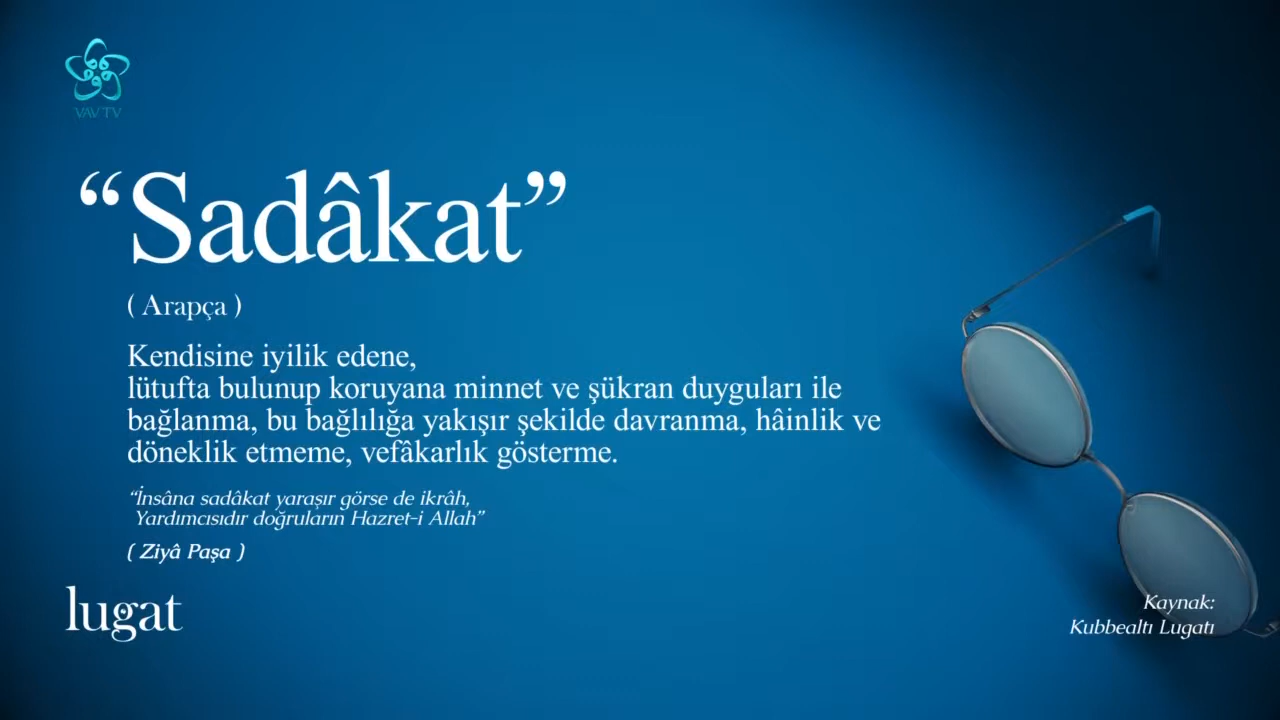 VAV TV
“Sadâkat”
( Arapça )
Kendisine iyilik edene,
lütufta bulunup koruyana minnet ve şükran duyguları ile
bağlanma, bu bağlılığa yakışır şekilde davranma, hâinlik ve
döneklik etmeme, vefâkarlık gösterme.
“İnsâna sadâkat yaraşır görse de ikrâh,
Yardımcısıdır doğruların Hazret-i Allah”
( Ziyâ Paşa )
lugat
Kaynak:
Kubbealtı Lugatı